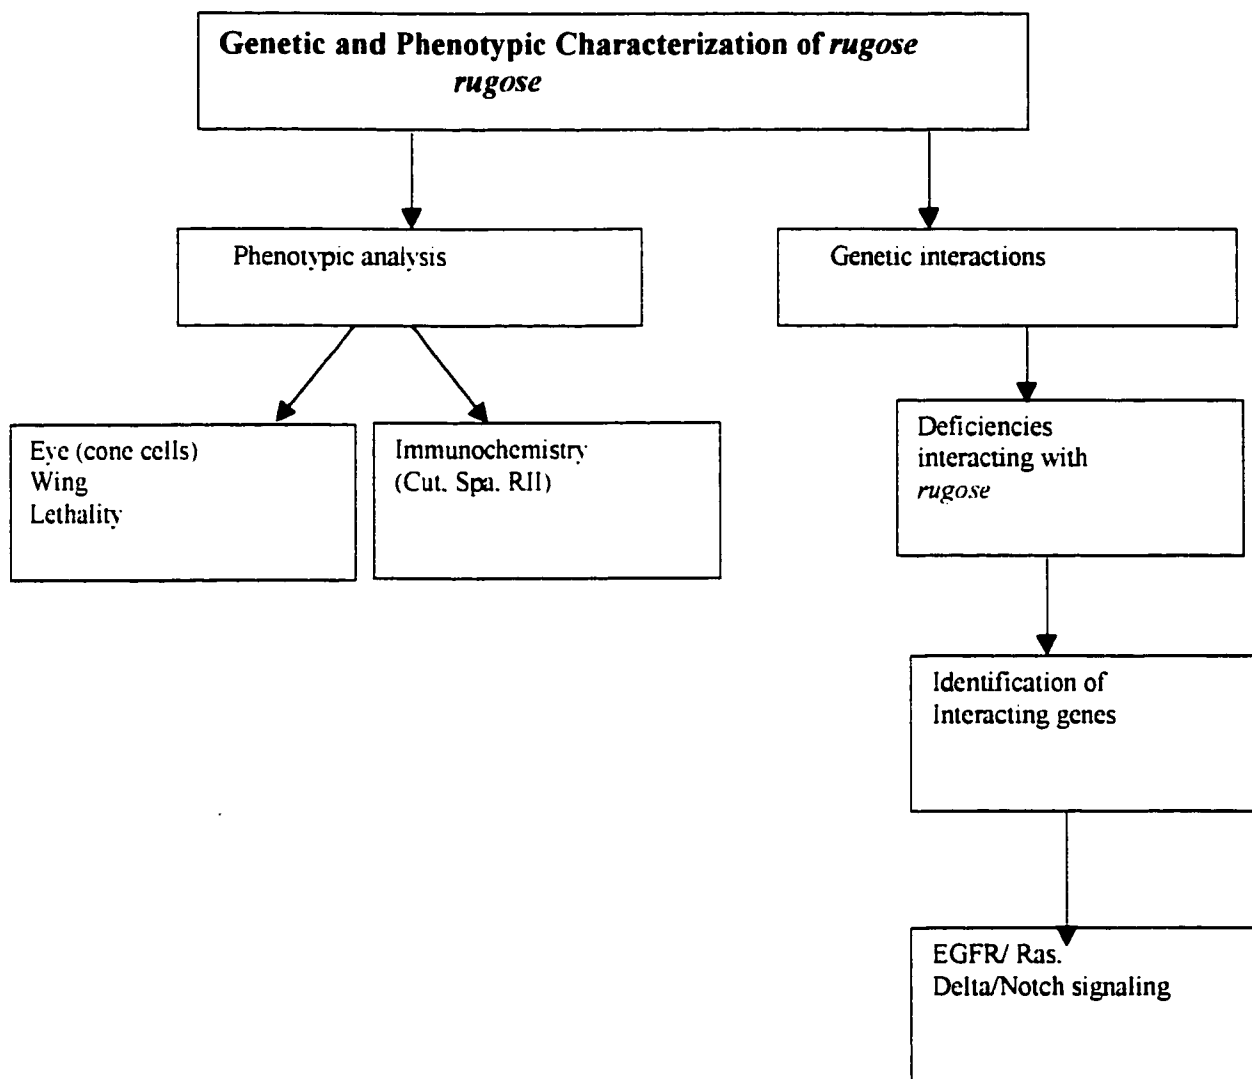 Genetic and Phenotypic Characterization of rugose
rugose
Phenotypic analysis
Genetic interactions
Eye (cone cells)
Wing
Lethality
Immunochemistry
(Cut. Spa. RII)
Deficiencies
interacting with
rugose
Identification of
Interacting genes
EGFR/ Ras.
Delta/Notch signaling